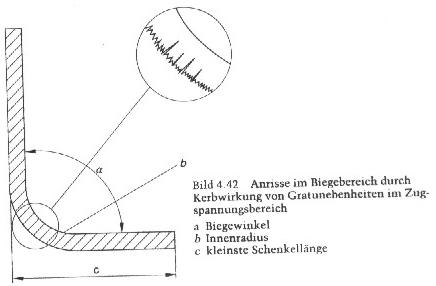 α
b
Bild 4.42 Anrisse im Biegebereich durch
Kerbwirkung von Gratunebenheiten im Zug-
spannungsbereich
a Biegewinkel
b Innenradius
c kleinste Schenkellänge
c